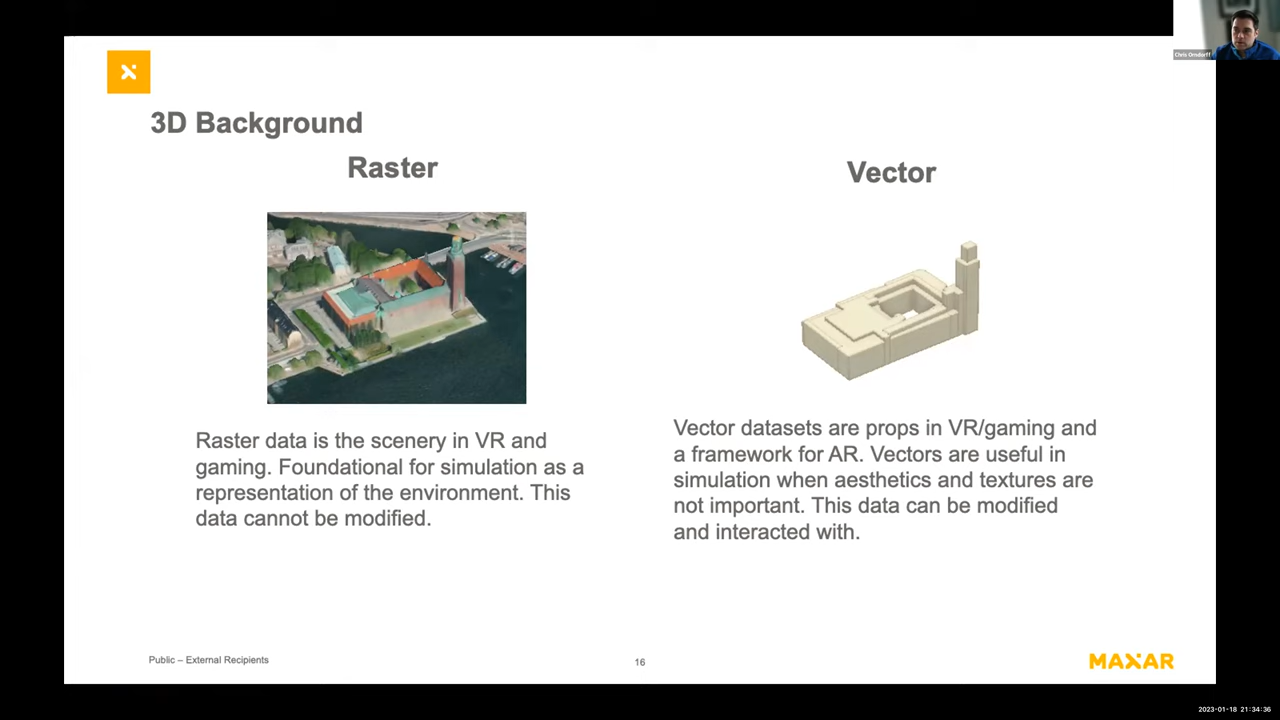 Chris Orndorff
3D Background
Raster
Vector
Raster data is the scenery in VR and
gaming. Foundational for simulation as a
representation of the environment. This
data cannot be modified.
Vector datasets are props in VR/gaming and
a framework for AR. Vectors are useful in
simulation when aesthetics and textures are
not important. This data can be modified
and interacted with.
Public – External Recipients
16
MAXAR
2023-01-18 21:34:36